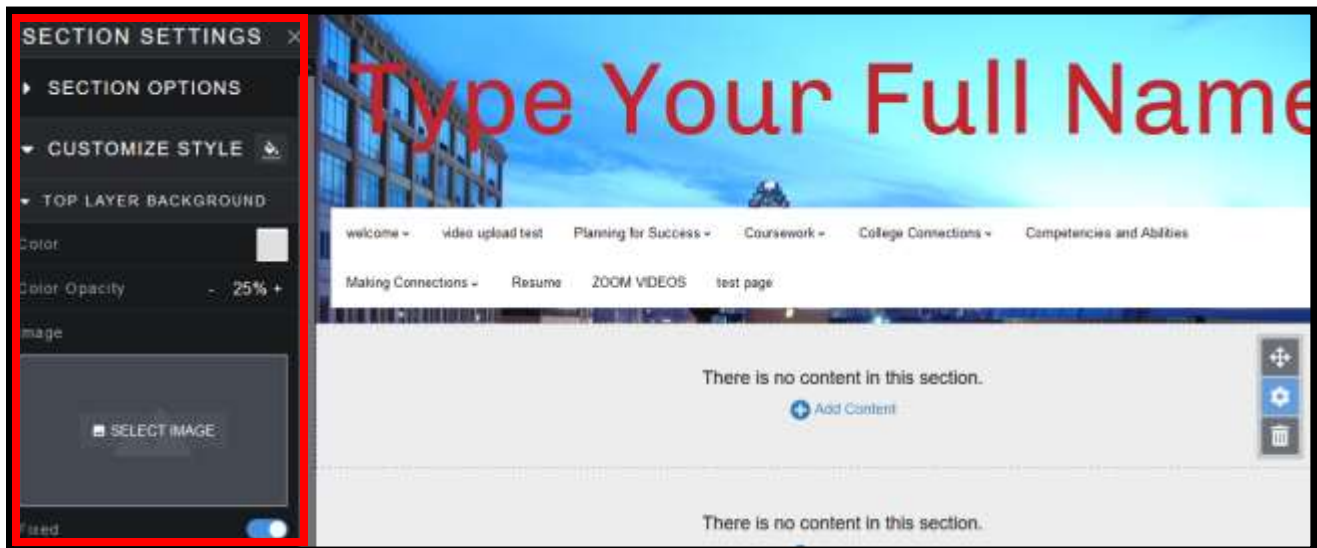 SECTION SETTINGS ×
SECTION OPTIONS
CUSTOMIZE STYLE
TOP LAYER BACKGROUND
Color
Color Opacity - 25% +
Image
SELECT IMAGE
Fixed
Type Your Full Name
welcome video upload test Planning for Success Coursework College Connections Competencies and Abilities
Making Connections Resume ZOOM VIDEOS test page
There is no content in this section.
Add Content
There is no content in this section.